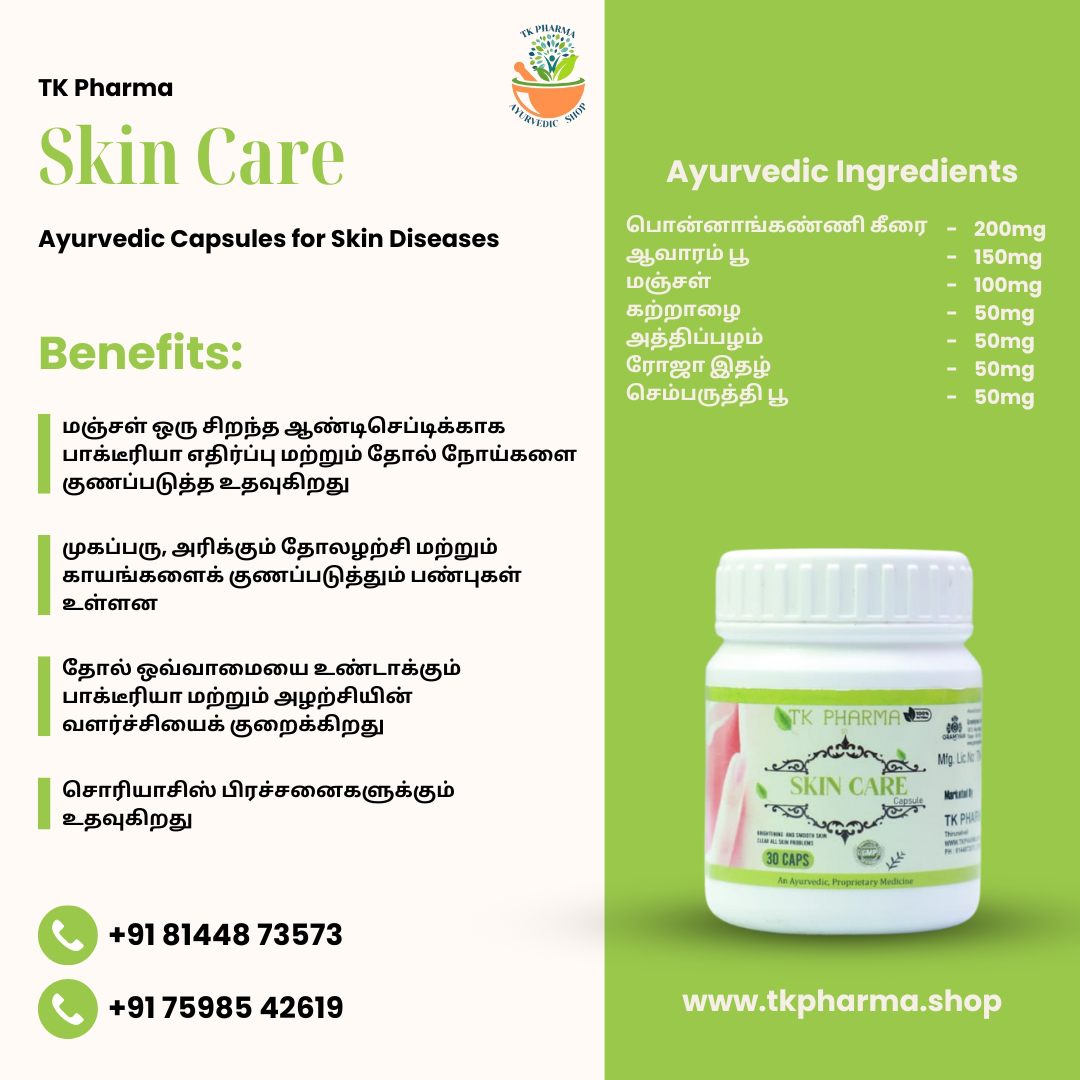 TK PHARMA
AYURVEDIC SHOP
TK Pharma
Skin Care
Ayurvedic Capsules for Skin Diseases
Benefits:
மஞ்சள் ஒரு சிறந்த ஆண்டிசெப்டிக்காக
பாக்டீரியா எதிர்ப்பு மற்றும் தோல் நோய்களை
குணப்படுத்த உதவுகிறது
முகப்பரு, அரிக்கும் தோலழற்சி மற்றும்
காயங்களைக் குணப்படுத்தும் பண்புகள்
உள்ளன
தோல் ஒவ்வாமையை உண்டாக்கும்
பாக்டீரியா மற்றும் அழற்சியின்
வளர்ச்சியைக் குறைக்கிறது
சொரியாசிஸ் பிரச்சனைகளுக்கும்
உதவுகிறது
+91 81448 73573
+91 75985 42619
Ayurvedic Ingredients
பொன்னாங்கண்ணி கீரை - 200mg
ஆவாரம் பூ - 150mg
மஞ்சள் - 100mg
கற்றாழை - 50mg
அத்திப்பழம் - 50mg
ரோஜா இதழ் - 50mg
செம்பருத்தி பூ - 50mg
TK PHARMA
100%
SKIN CARE
Capsule
BRIGHTENING AND SMOOTH SKIN
CLEAR ALL SKIN PROBLEMS
30 CAPS
GMP
An Ayurvedic, Proprietary Medicine
Mfg. Lic.No
Marketed By
TK PHAR
www.tkpharma.shop